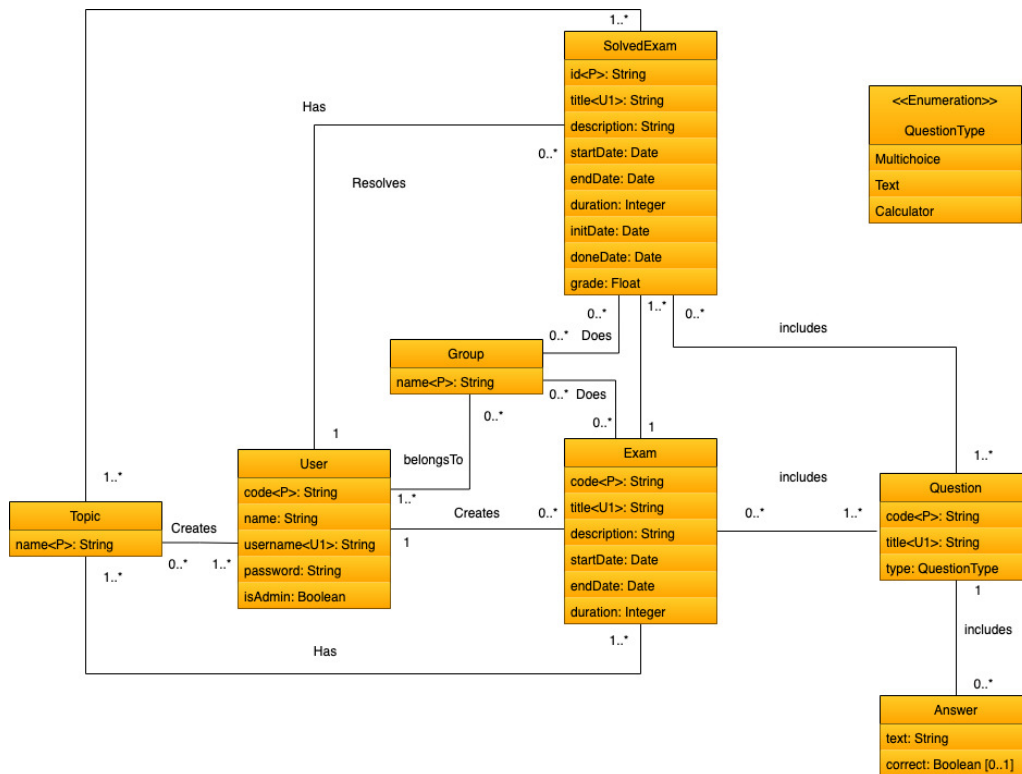 1..*
SolvedExam
id<P>: String
title<U1>: String
description: String
startDate: Date
endDate: Date
duration: Integer
initDate: Date
doneDate: Date
grade: Float
<<Enumeration>>
QuestionType
Multichoice
Text
Calculator
Has
0..*
Resolves
0..*
1..*
0..*
includes
0..*
Does
Group
name<P>: String
0..*
Does
0..*
0..*
1
1
belongsTo
1..*
User
code<P>: String
name: String
username<U1>: String
password: String
isAdmin: Boolean
Exam
code<P>: String
title<U1>: String
description: String
startDate: Date
endDate: Date
duration: Integer
includes
1..*
Question
code<P>: String
title<U1>: String
type: QuestionType
1..*
Topic
name<P>: String
Creates
0..*
1..*
1..*
Creates
1
0..*
0..*
1..*
1
includes
0..*
Has
1..*
Answer
text: String
correct: Boolean [0..1]